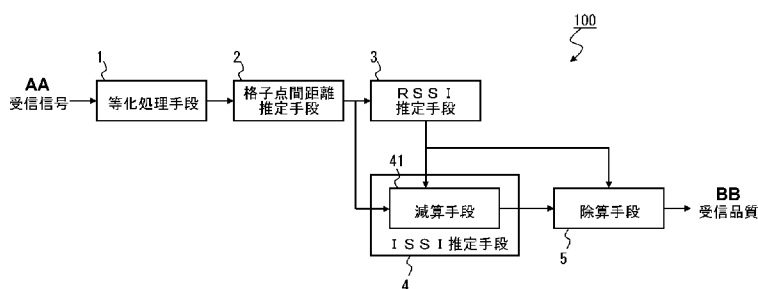 100
1
2
3
AA
受信信号
等化処理手段
格子点間距離
推定手段
RSSI
推定手段
41
減算手段
ISSI推定手段
4
除算手段
5
BB
受信品質